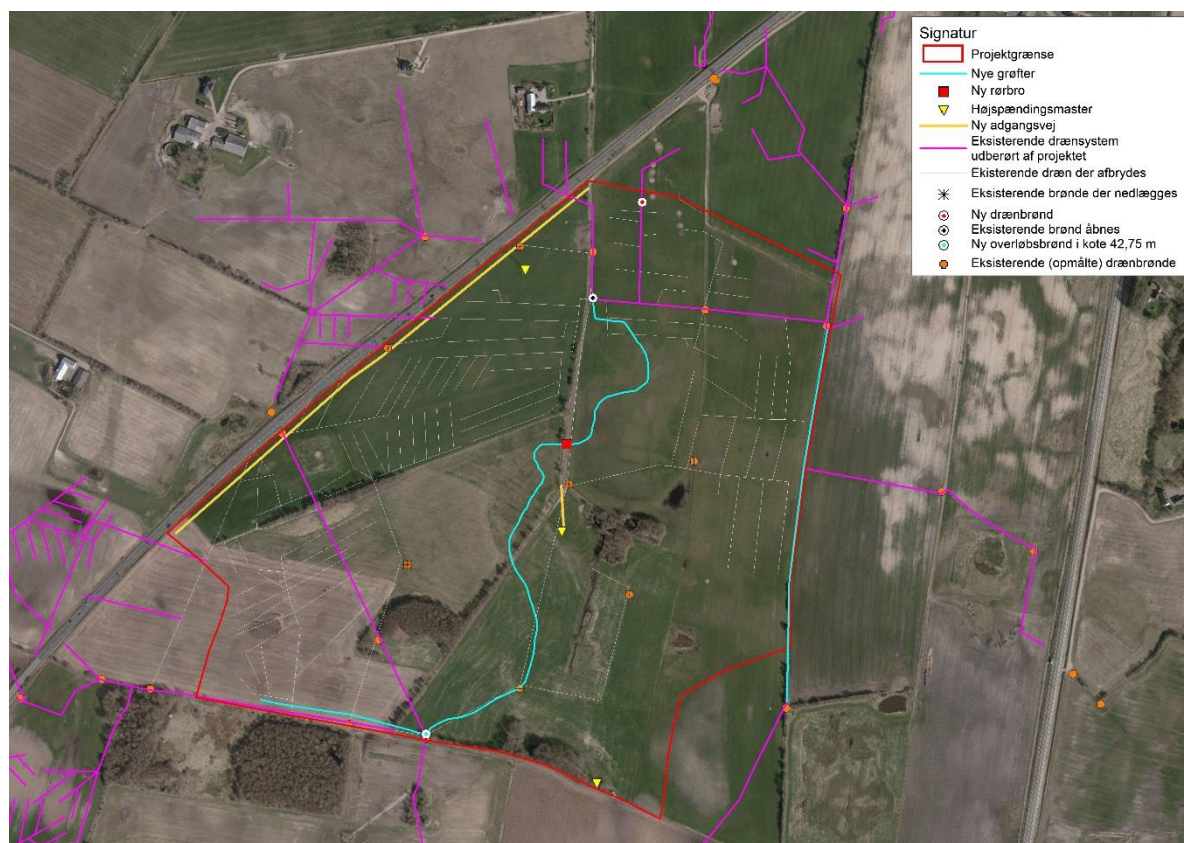 Signatur
Projektgrænse
Nye grøfter
Ny rørbro
Højspændingsmaster
Ny adgangsvej
Eksisterende drænsystem
udberørt af projektet
Ekisterende dræn der afbrydes
Eksisterende brønde der nedlægges
Ny drænbrønd
Eksisterende brønd åbnes
Ny overløbsbrønd i kote 42,75 m
Eksisterende (opmålte) drænbrønde